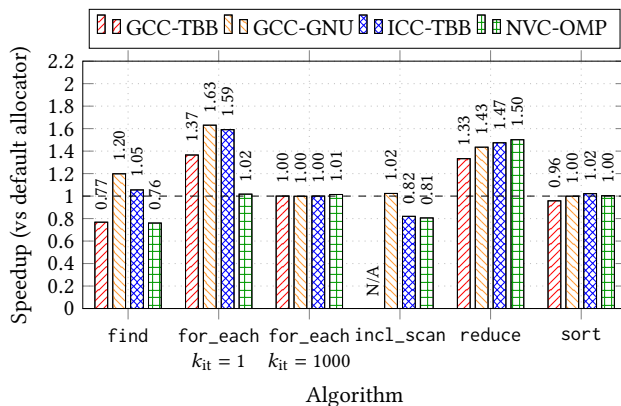 GCC-TBB GCC-GNU ICC-TBB NVC-OMP
Speedup (vs default allocator)
2.2
2
1.8
1.6
1.4
1.2
1
0.8
0.6
0.4
0.2
0
0.77 1.20 1.05 0.76
1.37 1.63 1.59 1.02
1.00 1.00 1.00 1.01
N/A 1.02 0.82 0.81
1.33 1.43 1.47 1.50
0.96 1.00 1.02 1.00
find for_each for_each incl_scan reduce sort
k_it = 1 k_it = 1000
Algorithm